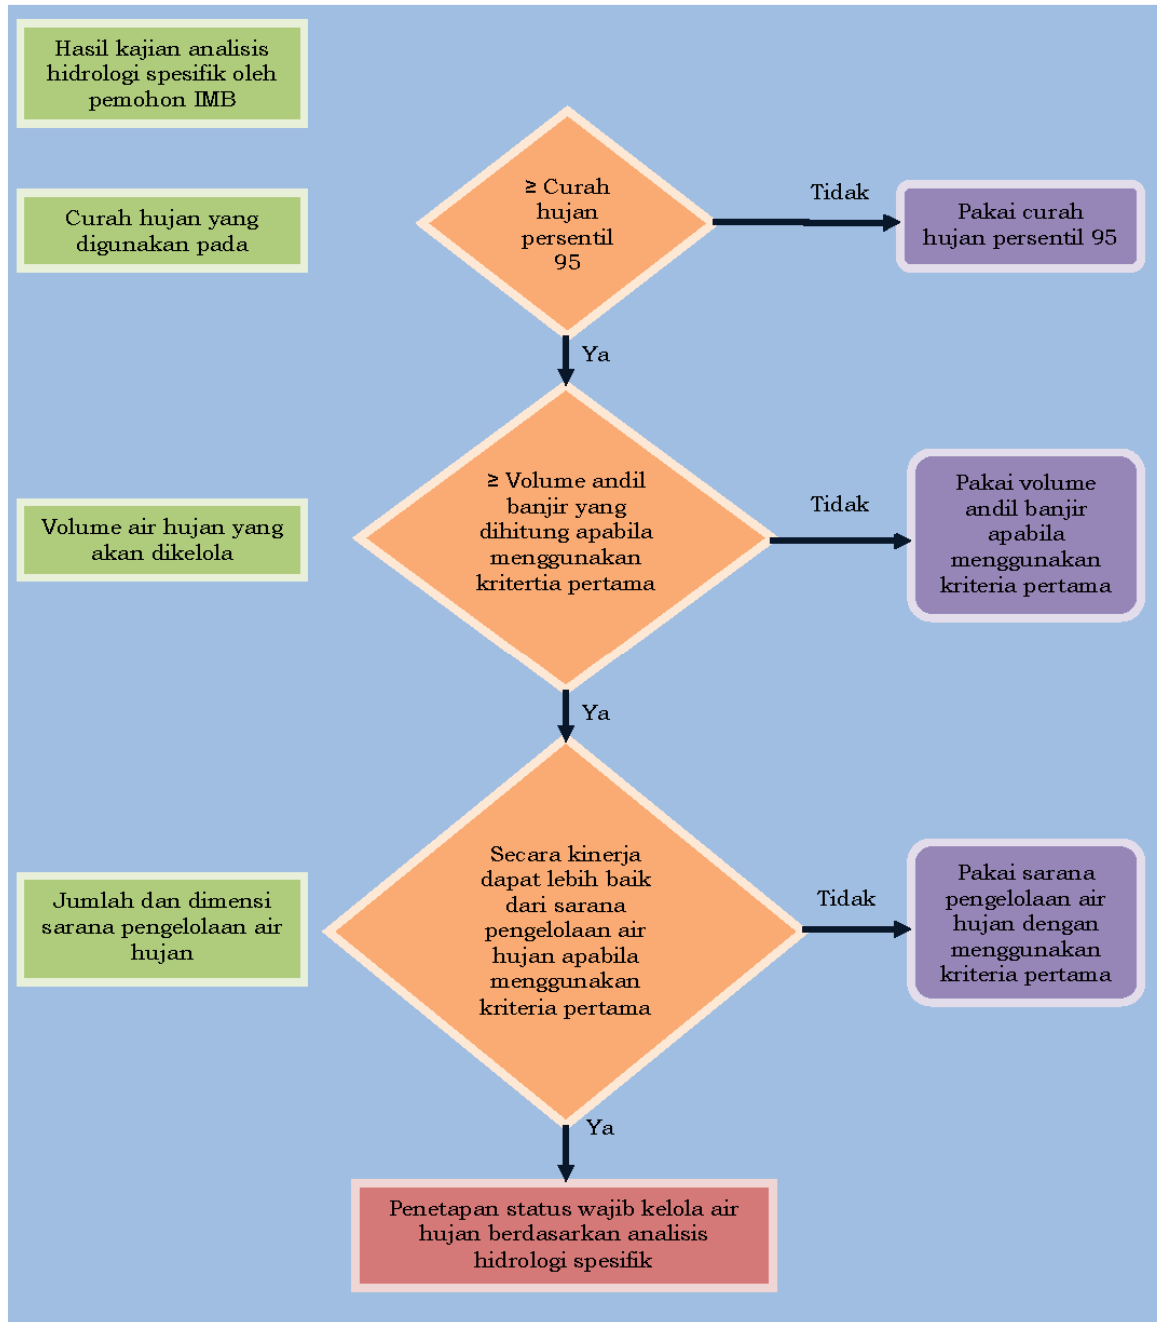 Hasil kajian analisis
hidrologi spesifik oleh
pemohon IMB
Curah hujan yang
digunakan pada
≥ Curah
hujan
persentil
95
Tidak
Pakai curah
hujan persentil 95
Ya
Volume air hujan yang
akan dikelola
≥ Volume andil
banjir yang
dihitung apabila
menggunakan
kritertia pertama
Tidak
Pakai volume
andil banjir
apabila
menggunakan
kriteria pertama
Ya
Jumlah dan dimensi
sarana pengelolaan air
hujan
Secara kinerja
dapat lebih baik
dari sarana
pengelolaan air
hujan apabila
menggunakan
kriteria pertama
Tidak
Pakai sarana
pengelolaan air
hujan dengan
menggunakan
kriteria pertama
Ya
Penetapan status wajib kelola air
hujan berdasarkan analisis
hidrologi spesifik